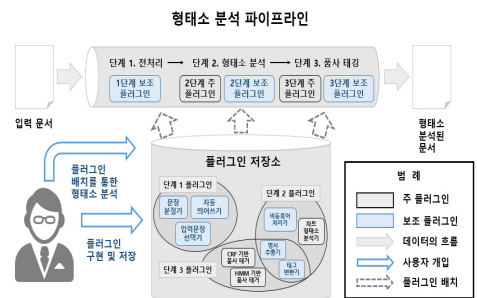 형태소 분석 파이프라인
단계 1. 전처리
단계 2. 형태소 분석
단계 3. 품사 태깅
1단계 보조
플러그인
2단계 주
플러그인
2단계 보조
플러그인
3단계 주
플러그인
3단계 보조
플러그인
입력 문서
형태소
분석된
문서
플러그인
배치를 통한
형태소 분석
플러그인
구현 및 저장
플러그인 저장소
단계 1 플러그인
문장
분절기
자동
띄어쓰기
입력문장
선택기
단계 2 플러그인
비등록어
처리기
차트
형태소
분석기
명사
추출기
태그
변환기
단계 3 플러그인
CRF 기반
품사 태거
HMM 기반
품사 태거
범 례
주 플러그인
보조 플러그인
데이터의 흐름
사용자 개입
플러그인 배치